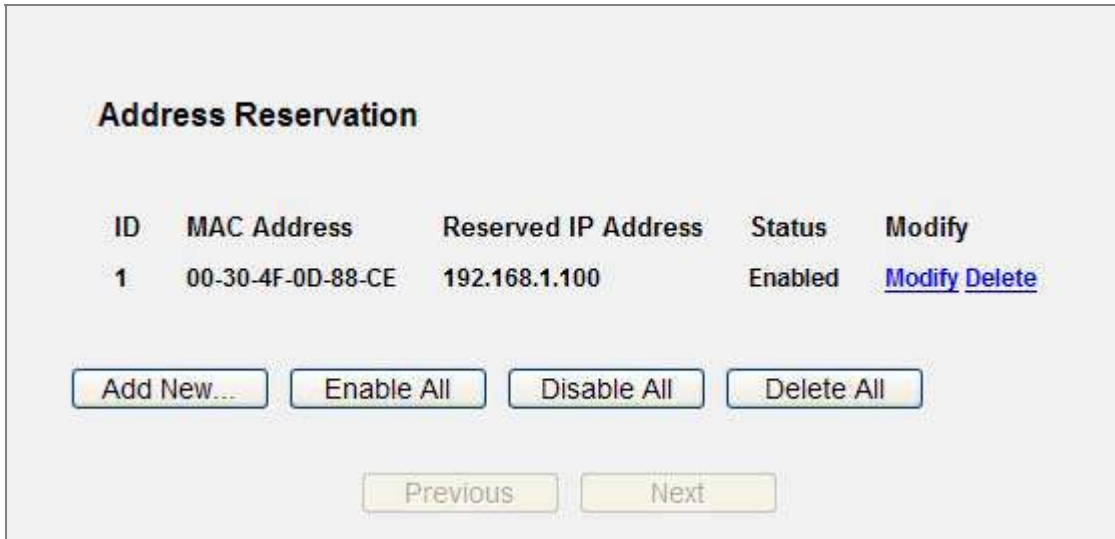 Address Reservation
ID MAC Address Reserved IP Address Status Modify
1 00-30-4F-0D-88-CE 192.168.1.100 Enabled Modify Delete
Add New... Enable All Disable All Delete All
Previous Next